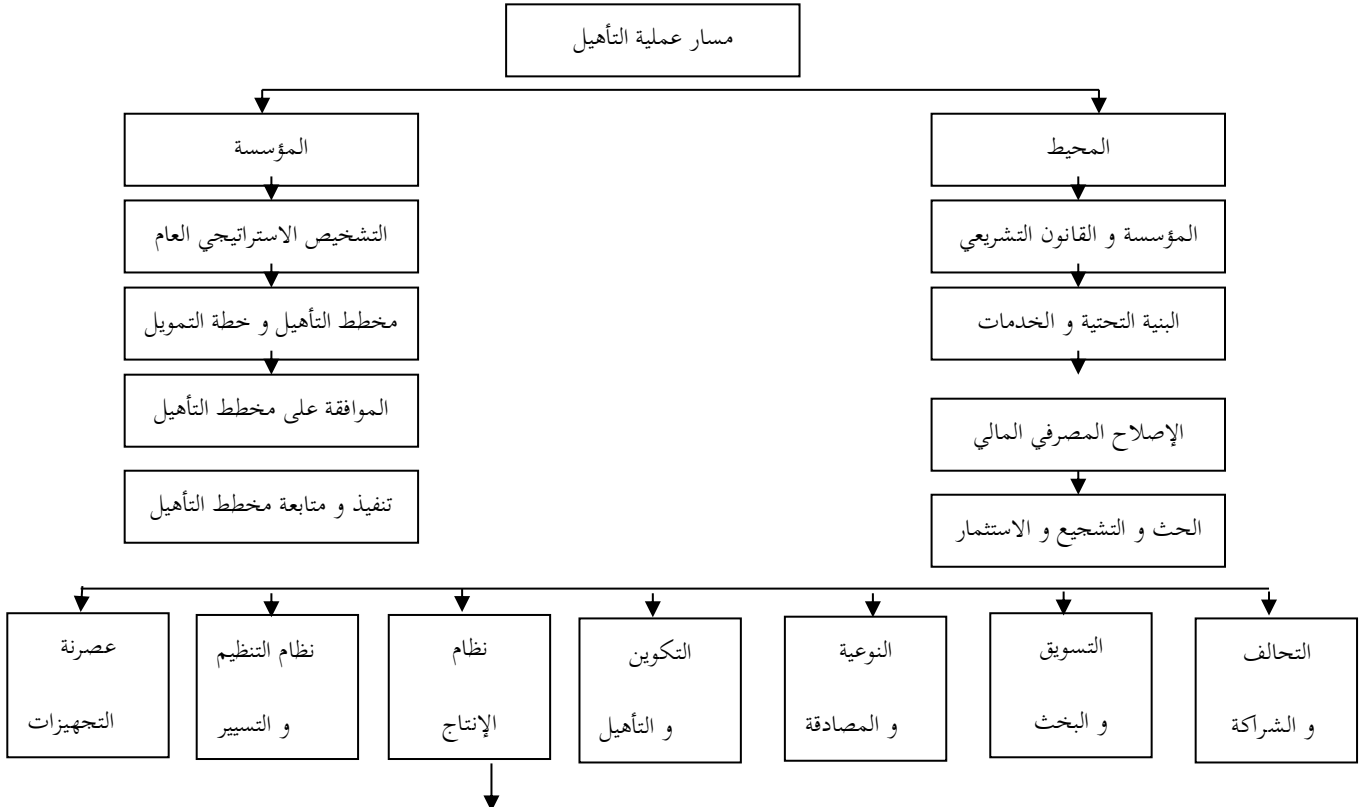 مسار عملية التأهيل
المحيط
المؤسسة
المؤسسة و القانون التشريعي
التشخيص الاستراتيجي العام
البنية التحتية و الخدمات
مخطط التأهيل و خطة التمويل
الموافقة على مخطط التأهيل
الإصلاح المصرفي المالي
تنفيذ و متابعة مخطط التأهيل
الحث و التشجيع و الاستثمار
التحالف
و الشراكة
التسويق
و البخث
النوعية
و المصادقة
التكوين
و التأهيل
نظام
الإنتاج
نظام التنظيم
و التسيير
عصرنة
التجهيزات